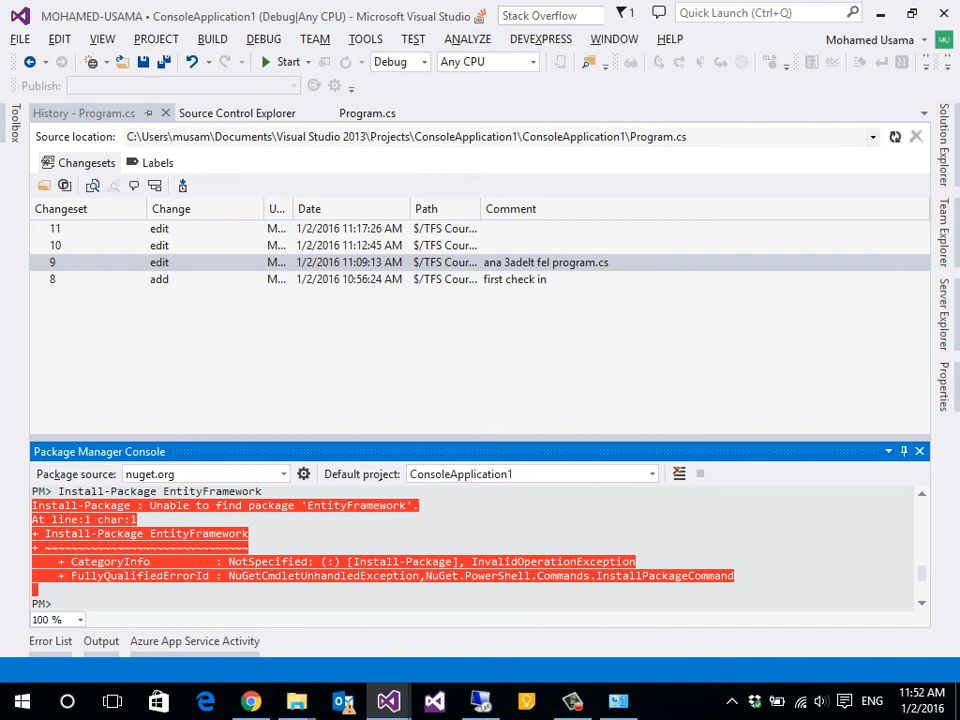 MOHAMED-USAMA - ConsoleApplication1 (Debug|Any CPU) - Microsoft Visual Studio
Stack Overflow
1
Quick Launch (Ctrl+Q)
FILE EDIT VIEW PROJECT BUILD DEBUG TEAM TOOLS TEST ANALYZE DEVEXPRESS WINDOW HELP
Mohamed Usama MU
Start Debug Any CPU
Publish:
Toolbox
History - Program.cs Source Control Explorer Program.cs
Source location: C:\Users\musam\Documents\Visual Studio 2013\Projects\ConsoleApplication1\ConsoleApplication1\Program.cs
Changesets Labels
Changeset Change U... Date Path Comment
11 edit M... 1/2/2016 11:17:26 AM $/TFS Cour...
10 edit M... 1/2/2016 11:12:45 AM $/TFS Cour...
9 edit M... 1/2/2016 11:09:13 AM $/TFS Cour... ana 3adelt fel program.cs
8 add M... 1/2/2016 10:56:24 AM $/TFS Cour... first check in
Solution Explorer
Team Explorer
Server Explorer
Properties
Package Manager Console
Package source: nuget.org Default project: ConsoleApplication1
PM> Install-Package EntityFramework
Install-Package : Unable to find package 'EntityFramework'.
At line:1 char:1
+ Install-Package EntityFramework
+ ~~~~~~~~~~~~~~~~~~~~~~~~~~~~~~~
+ CategoryInfo : NotSpecified: (:) [Install-Package], InvalidOperationException
+ FullyQualifiedErrorId : NuGetCmdletUnhandledException,NuGet.PowerShell.Commands.InstallPackageCommand
PM>
100 %
Error List Output Azure App Service Activity
ENG
11:52 AM
1/2/2016